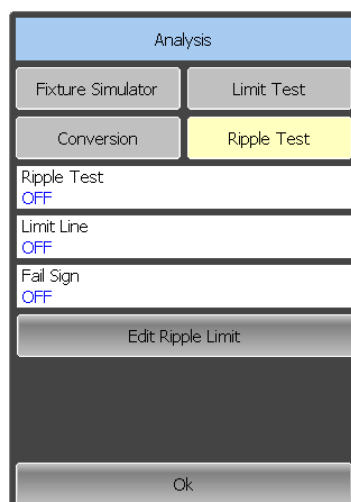 Analysis
Fixture Simulator
Limit Test
Conversion
Ripple Test
Ripple Test
OFF
Limit Line
OFF
Fail Sign
OFF
Edit Ripple Limit
Ok